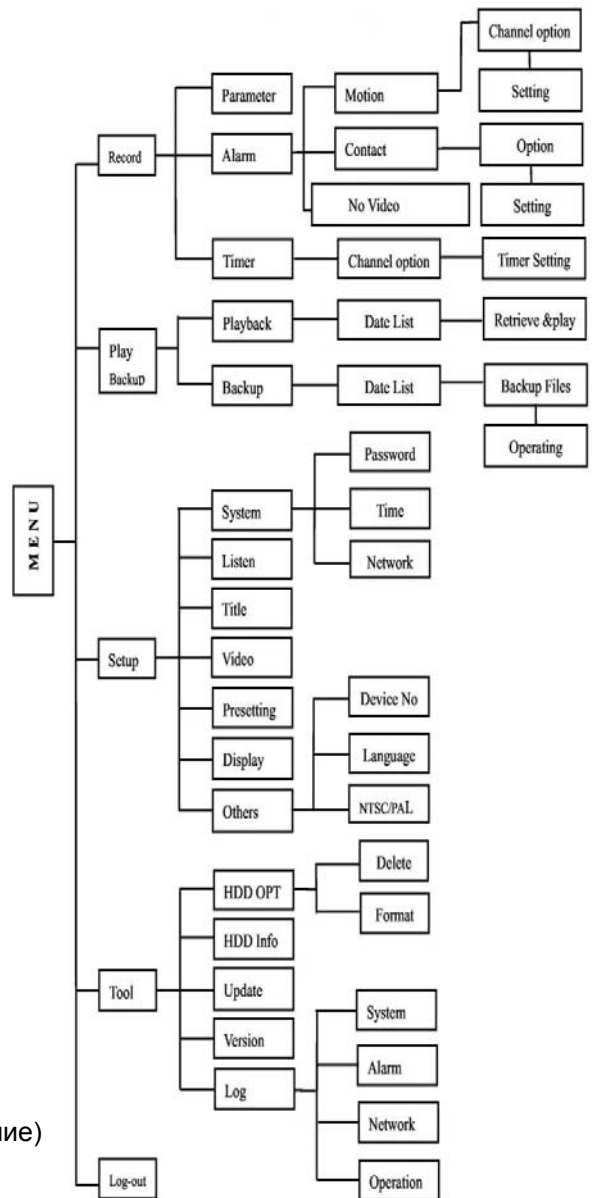 Channel option
Parameter
Motion
Setting
Record
Alarm
Contact
Option
No Video
Setting
Timer
Channel option
Timer Setting
Playback
Date List
Retrieve &play
Play
Backup
Backup
Date List
Backup Files
Operating
Password
MENU
System
Time
Listen
Network
Title
Setup
Video
Device No
Presetting
Language
Display
Others
NTSC/PAL
Delete
HDD OPT
Format
HDD Info
Tool
Update
System
Version
Alarm
Log
Network
ние)
Log-out
Operation